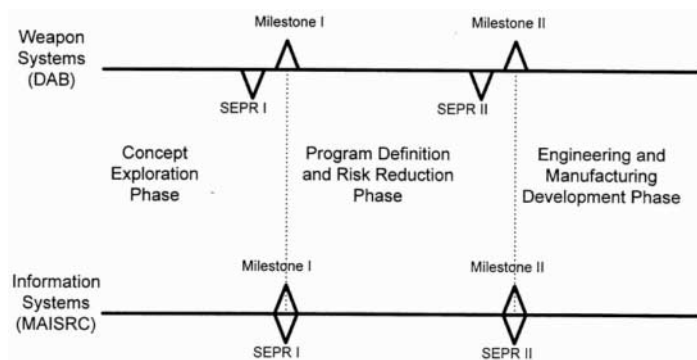 Weapon
Systems
(DAB)
Milestone I
Milestone II
SEPR I
SEPR II
Concept
Exploration
Phase
Program Definition
and Risk Reduction
Phase
Engineering and
Manufacturing
Development Phase
Information
Systems
(MAISRC)
Milestone I
Milestone II
SEPR I
SEPR II